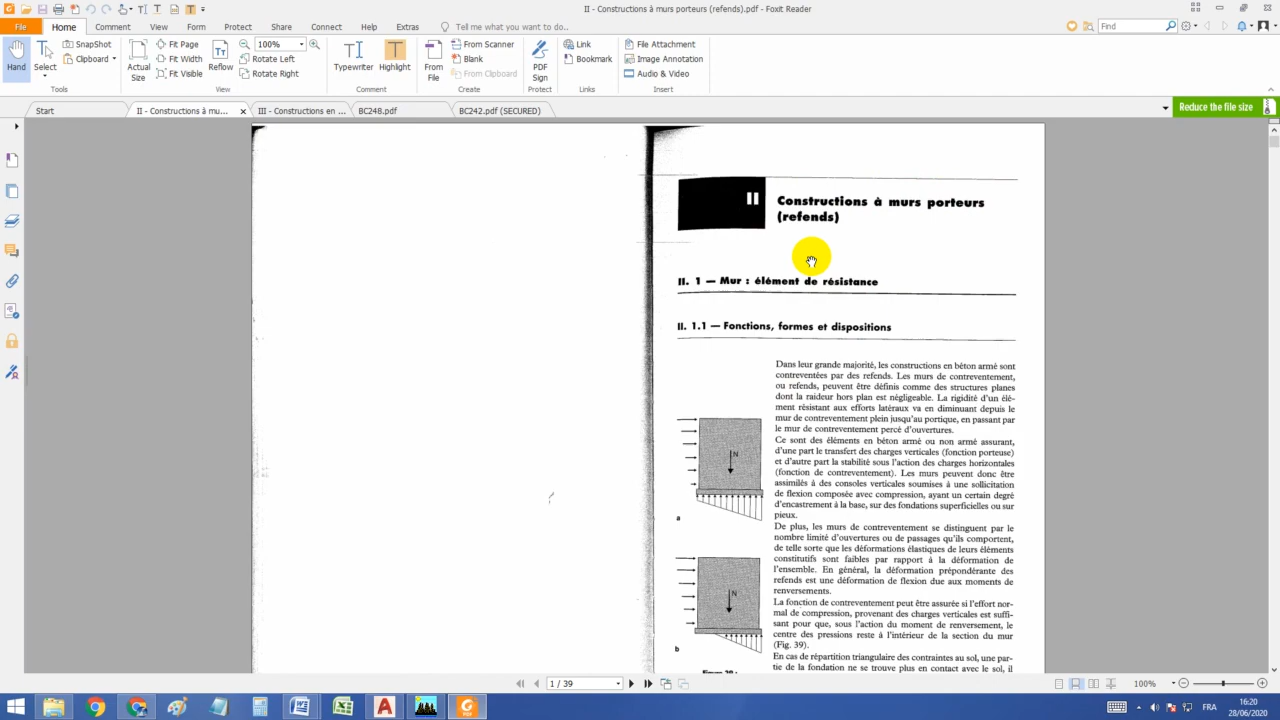 II - Constructions à murs porteurs (refends).pdf - Foxit Reader
File
Home
Comment
View
Form
Protect
Share
Connect
Help
Extras
Tell me what you want to do..
Find
Hand
Select
SnapShot
Clipboard
Tools
Actual Size
Fit Page
Fit Width
Fit Visible
Reflow
100%
Rotate Left
Rotate Right
View
Typewriter
Highlight
Comment
From File
From Scanner
Blank
From Clipboard
Create
PDF Sign
Protect
Link
Bookmark
Links
File Attachment
Image Annotation
Audio & Video
Insert
Start
II - Constructions à mu...
III - Constructions en ...
BC248.pdf
BC242.pdf (SECURED)
Reduce the file size
II
Constructions à murs porteurs
(refends)
II. 1 — Mur : élément de résistance
II. 1.1 — Fonctions, formes et dispositions
Dans leur grande majorité, les constructions en béton armé sont
contreventées par des refends. Les murs de contreventement,
ou refends, peuvent être définis comme des structures planes
dont la raideur hors plan est négligeable. La rigidité d'un élé-
ment résistant aux efforts latéraux va en diminuant depuis le
mur de contreventement plein jusqu'au portique, en passant par
le mur de contreventement percé d'ouvertures.
Ce sont des éléments en béton armé ou non armé assurant,
d'une part le transfert des charges verticales (fonction porteuse)
et d'autre part la stabilité sous l'action des charges horizontales
(fonction de contreventement). Les murs peuvent donc être
assimilés à des consoles verticales soumises à une sollicitation
de flexion composée avec compression, ayant un certain degré
d'encastrement à la base, sur des fondations superficielles ou sur
pieux.
De plus, les murs de contreventement se distinguent par le
nombre limité d'ouvertures ou de passages qu'ils comportent,
de telle sorte que les déformations élastiques de leurs éléments
constitutifs sont faibles par rapport à la déformation de
l'ensemble. En général, la déformation prépondérante des
refends est une déformation de flexion due aux moments de
renversements.
La fonction de contreventement peut être assurée si l'effort nor-
mal de compression, provenant des charges verticales est suffi-
sant pour que, sous l'action du moment de renversement, le
centre des pressions reste à l'intérieur de la section du mur
(Fig. 39).
En cas de répartition triangulaire des contraintes au sol, une par-
tie de la fondation ne se trouve plus en contact avec le sol, il
N
a
N
b
1 / 39
100%
FRA
16:20
28/06/2020